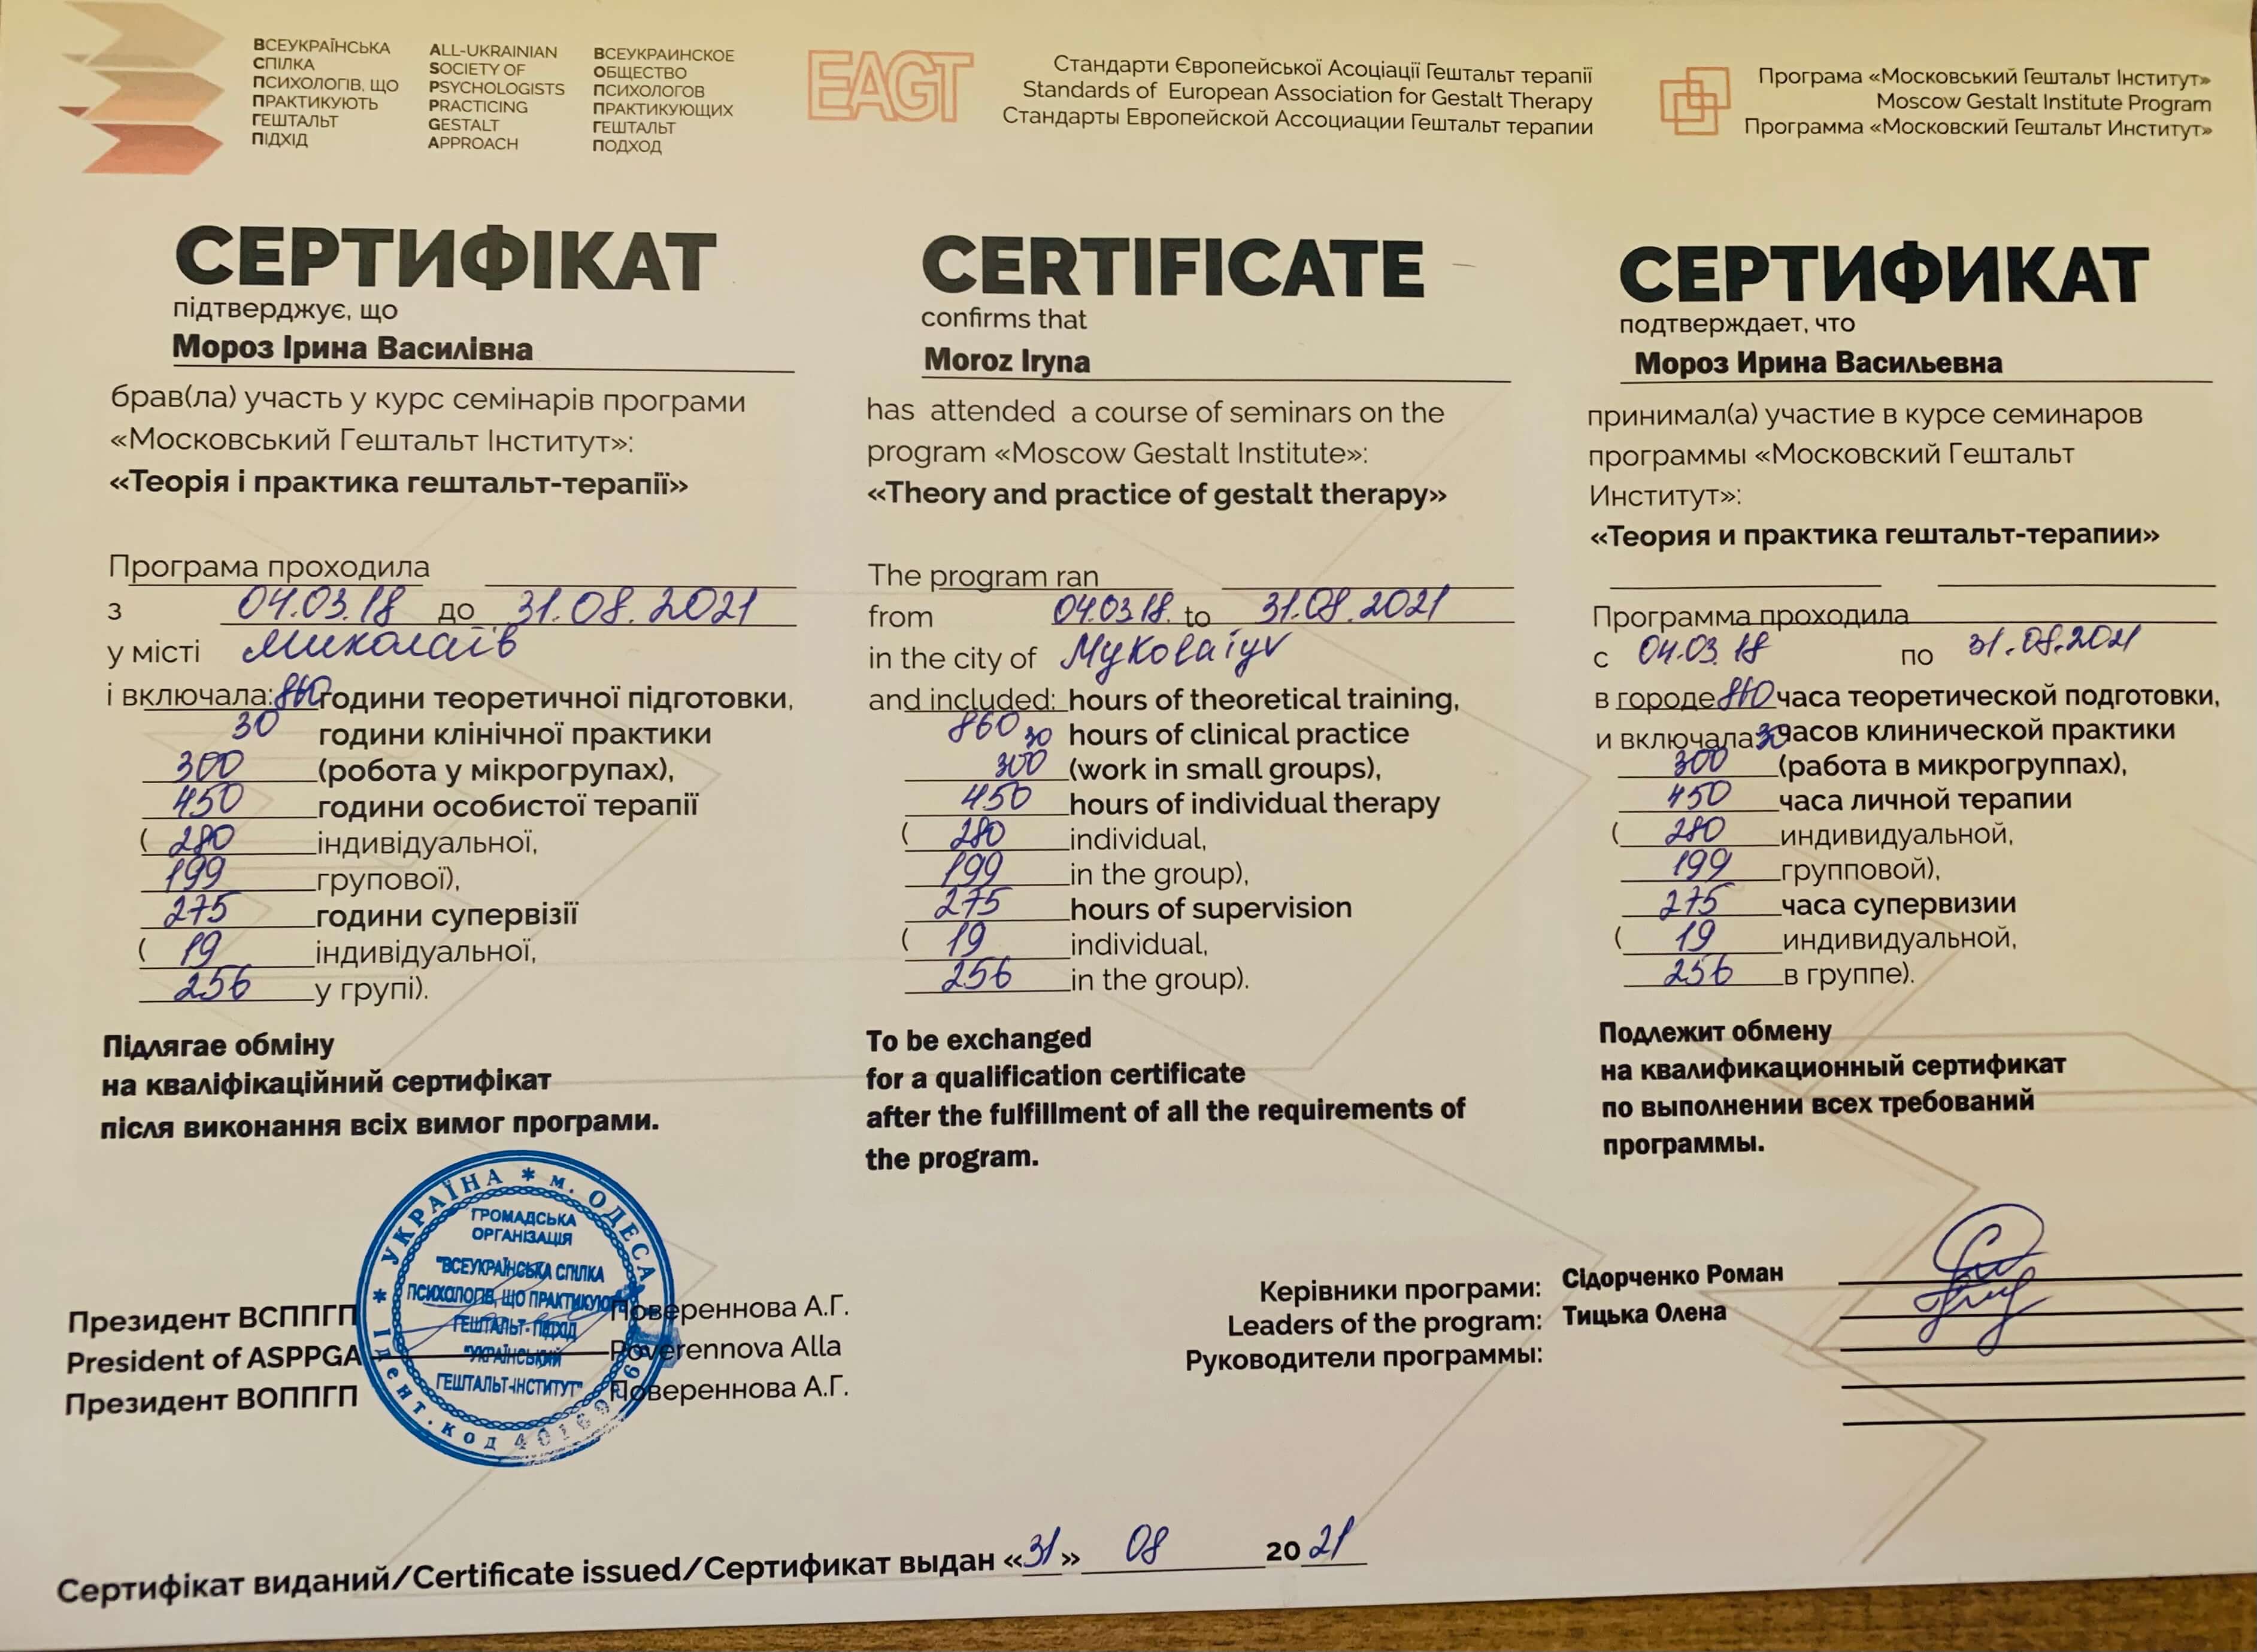 ВСЕУКРАЇНСЬКА
СПІЛКА
ПСИХОЛОГІВ, ЩО
ПРАКТИКУЮТЬ
ГЕШТАЛЬТ
ПІДХІД
ALL-UKRAINIAN
SOCIETY OF
PSYCHOLOGISTS
PRACTICING
GESTALT
APPROACH
ВСЕУКРАИНСКОЕ
ОБЩЕСТВО
ПСИХОЛОГОВ
ПРАКТИКУЮЩИХ
ГЕШТАЛЬТ
ПОДХОД
EAGT
Стандарти Європейської Асоціації Гештальт терапії
Standards of European Association for Gestalt Therapy
Стандарты Европейской Ассоциации Гештальт терапии
Програма «Московський Гештальт Інститут»
Moscow Gestalt Institute Program
Программа «Московский Гештальт Институт»
СЕРТИФІКАТ
підтверджує, що
Мороз Ірина Василівна
брав(ла) участь у курс семінарів програми
«Московський Гештальт Інститут»:
«Теорія і практика гештальт-терапії»
Програма проходила
з 04.03.18 до 31.08.2021
у місті Миколаїв
і включала: 860 години теоретичної підготовки,
30 години клінічної практики
300 (робота у мікрогрупах),
450 години особистої терапії
( 280 індивідуальної,
199 групової),
275 години супервізії
( 19 індивідуальної,
256 у групі).
Підлягає обміну
на кваліфікаційний сертифікат
після виконання всіх вимог програми.
CERTIFICATE
confirms that
Moroz Iryna
has attended a course of seminars on the
program «Moscow Gestalt Institute»:
«Theory and practice of gestalt therapy»
The program ran
from 04.03.18. to 31.08.2021
in the city of Mykolaiyv
and included: hours of theoretical training,
860 30 hours of clinical practice
300 (work in small groups),
450 hours of individual therapy
( 280 individual,
199 in the group),
275 hours of supervision
( 19 individual,
256 in the group).
To be exchanged
for a qualification certificate
after the fulfillment of all the requirements of
the program.
СЕРТИФИКАТ
подтверждает, что
Мороз Ирина Васильевна
принимал(а) участие в курсе семинаров
программы «Московский Гештальт
Институт»:
«Теория и практика гештальт-терапии»
Программа проходила
с 04.03.18 по 31.08.2021
в городе 860 часа теоретической подготовки,
и включала 30 часов клинической практики
300 (работа в микрогруппах),
450 часа личной терапии
( 280 индивидуальной,
199 групповой),
275 часа супервизии
( 19 индивидуальной,
256 в группе).
Подлежит обмену
на квалификационный сертификат
по выполнении всех требований
программы.
Президент ВСППГП Повереннова А.Г.
President of ASPPGA Poverennova Alla
Президент ВОППГП Повереннова А.Г.
УКРАЇНА * м. ОДЕСА
ГРОМАДСЬКА
ОРГАНІЗАЦІЯ
"ВСЕУКРАЇНСЬКА СПІЛКА
ПСИХОЛОГІВ, ЩО ПРАКТИКУЮТЬ
ГЕШТАЛЬТ-ПІДХІД
"УКРАЇНСЬКИЙ
ГЕШТАЛЬТ-ІНСТИТУТ"
Ідент. код
Керівники програми: Сідорченко Роман
Leaders of the program: Тицька Олена
Руководители программы:
Сертифікат виданий/Certificate issued/Сертификат выдан «31» 08 2021